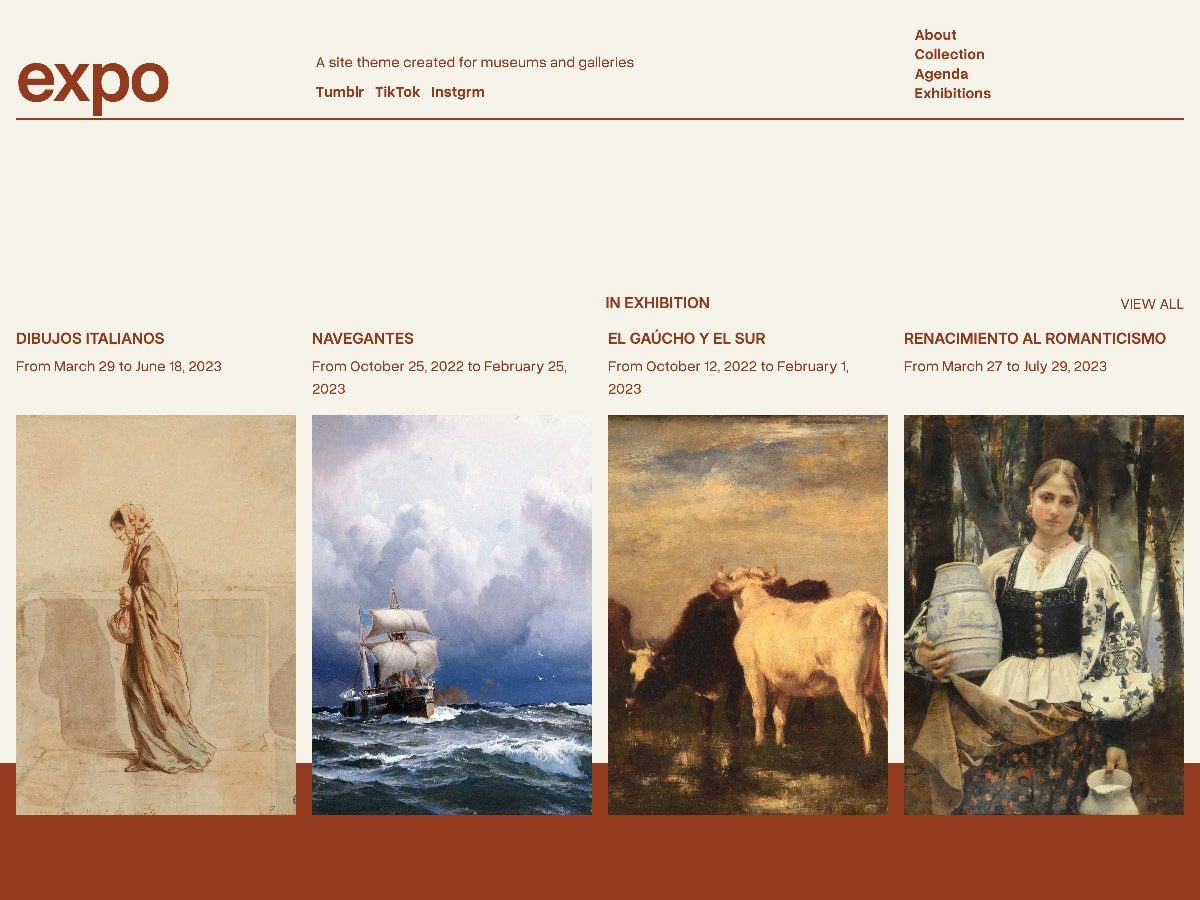 expo
A site theme created for museums and galleries
Tumblr TikTok Instgrm
About
Collection
Agenda
Exhibitions
IN EXHIBITION
VIEW ALL
DIBUJOS ITALIANOS
From March 29 to June 18, 2023
NAVEGANTES
From October 25, 2022 to February 25,
2023
EL GAÚCHO Y EL SUR
From October 12, 2022 to February 1,
2023
RENACIMIENTO AL ROMANTICISMO
From March 27 to July 29, 2023